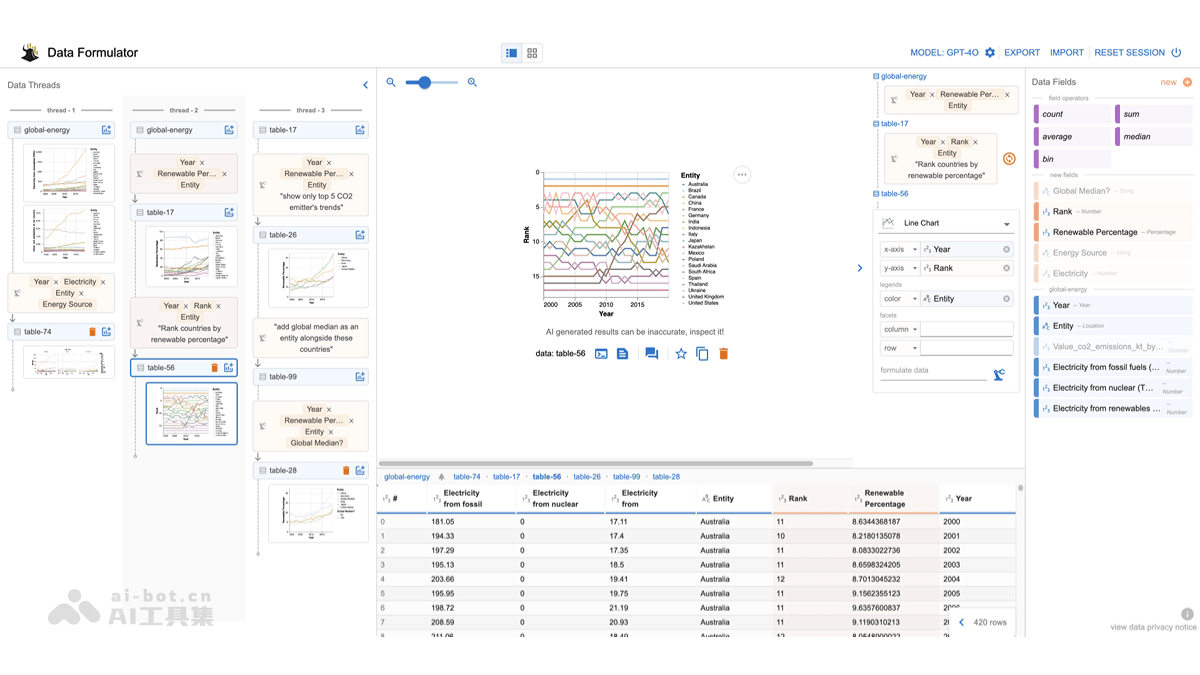 Data Formulator
MODEL: GPT-4O
EXPORT
IMPORT
RESET SESSION
Data Threads
thread - 1
global-energy
Year × Electricity ×
Entity ×
Energy Source
table-74
thread - 2
global-energy
Year ×
Renewable Per... ×
Entity
table-17
Year × Rank ×
Entity
"Rank countries by
renewable percentage"
table-56
thread - 3
table-17
Year ×
Renewable Per... ×
Entity
"show only top 5 CO2
emitter's trends"
table-26
"add global median as an
entity alongside these
countries"
table-99
Year ×
Renewable Per... ×
Entity ×
Global Median?
table-28
Rank
0
5
10
15
2000 2005 2010 2015
Year
Entity
Australia
Brazil
Canada
China
France
Germany
India
Indonesia
Italy
Japan
Kazakhstan
Mexico
Poland
Saudi Arabia
South Africa
Spain
Thailand
Ukraine
United Kingdom
United States
AI generated results can be inaccurate, inspect it!
data: table-56
global-energy
Year × Renewable Per... ×
Entity
table-17
Year × Rank ×
Entity
"Rank countries by
renewable percentage"
table-56
Line Chart
x-axis Year
y-axis Rank
legends
color Entity
facets
column
row
formulate data
Data Fields
new
field operators
count
sum
average
median
bin
new fields
Global Median? – String
Rank – Number
Renewable Percentage – Percentage
Energy Source – String
Electricity – Number
global-energy
Year – Year
Entity – Location
Value_co2_emissions_kt_by... – Number
Electricity from fossil fuels (... – Number
Electricity from nuclear (T... – Number
Electricity from renewables ... – Number
global-energy table-74 · table-17 · table-56 · table-26 · table-99 · table-28
# Electricity from fossil Electricity from nuclear Electricity from Entity Rank Renewable Percentage Year
0 181.05 0 17.11 Australia 11 8.6344368187 2000
1 194.33 0 17.4 Australia 10 8.2180135078 2001
2 197.29 0 17.35 Australia 11 8.0833022736 2002
3 195.13 0 18.5 Australia 11 8.6598324205 2003
4 203.66 0 19.41 Australia 12 8.7013045232 2004
5 195.95 0 19.75 Australia 11 9.1562355123 2005
6 198.72 0 21.19 Australia 11 9.6357600837
7 208.59 0 20.93 Australia 11 9.1190310213
420 rows
view data privacy notice
ai-bot.cn
AI工具集